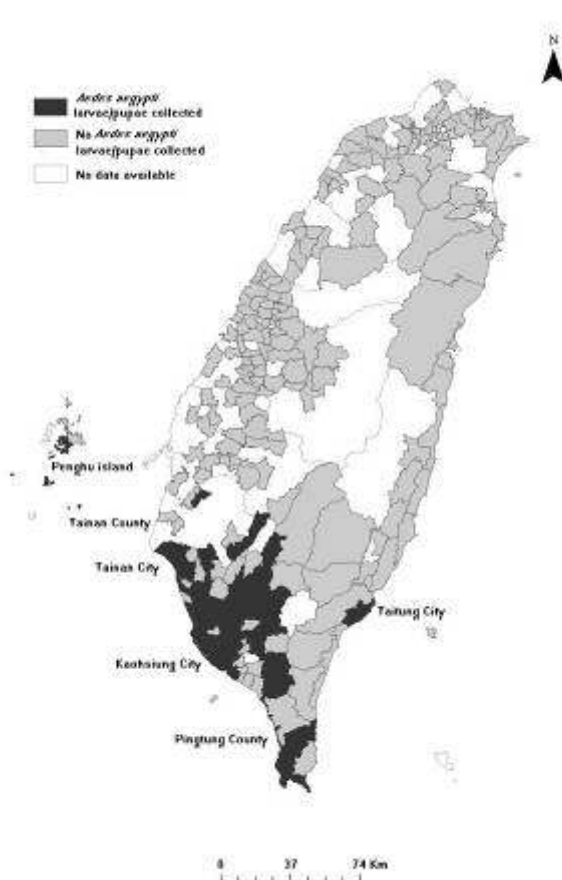 N
Aedes aegypti
larvae/pupae collected
No Aedes aegypti
larvae/pupae collected
No data available
Penghu island
Tainan County
Tainan City
Taitung City
Kaohsiung City
Pingtung County
0 37 74 Km